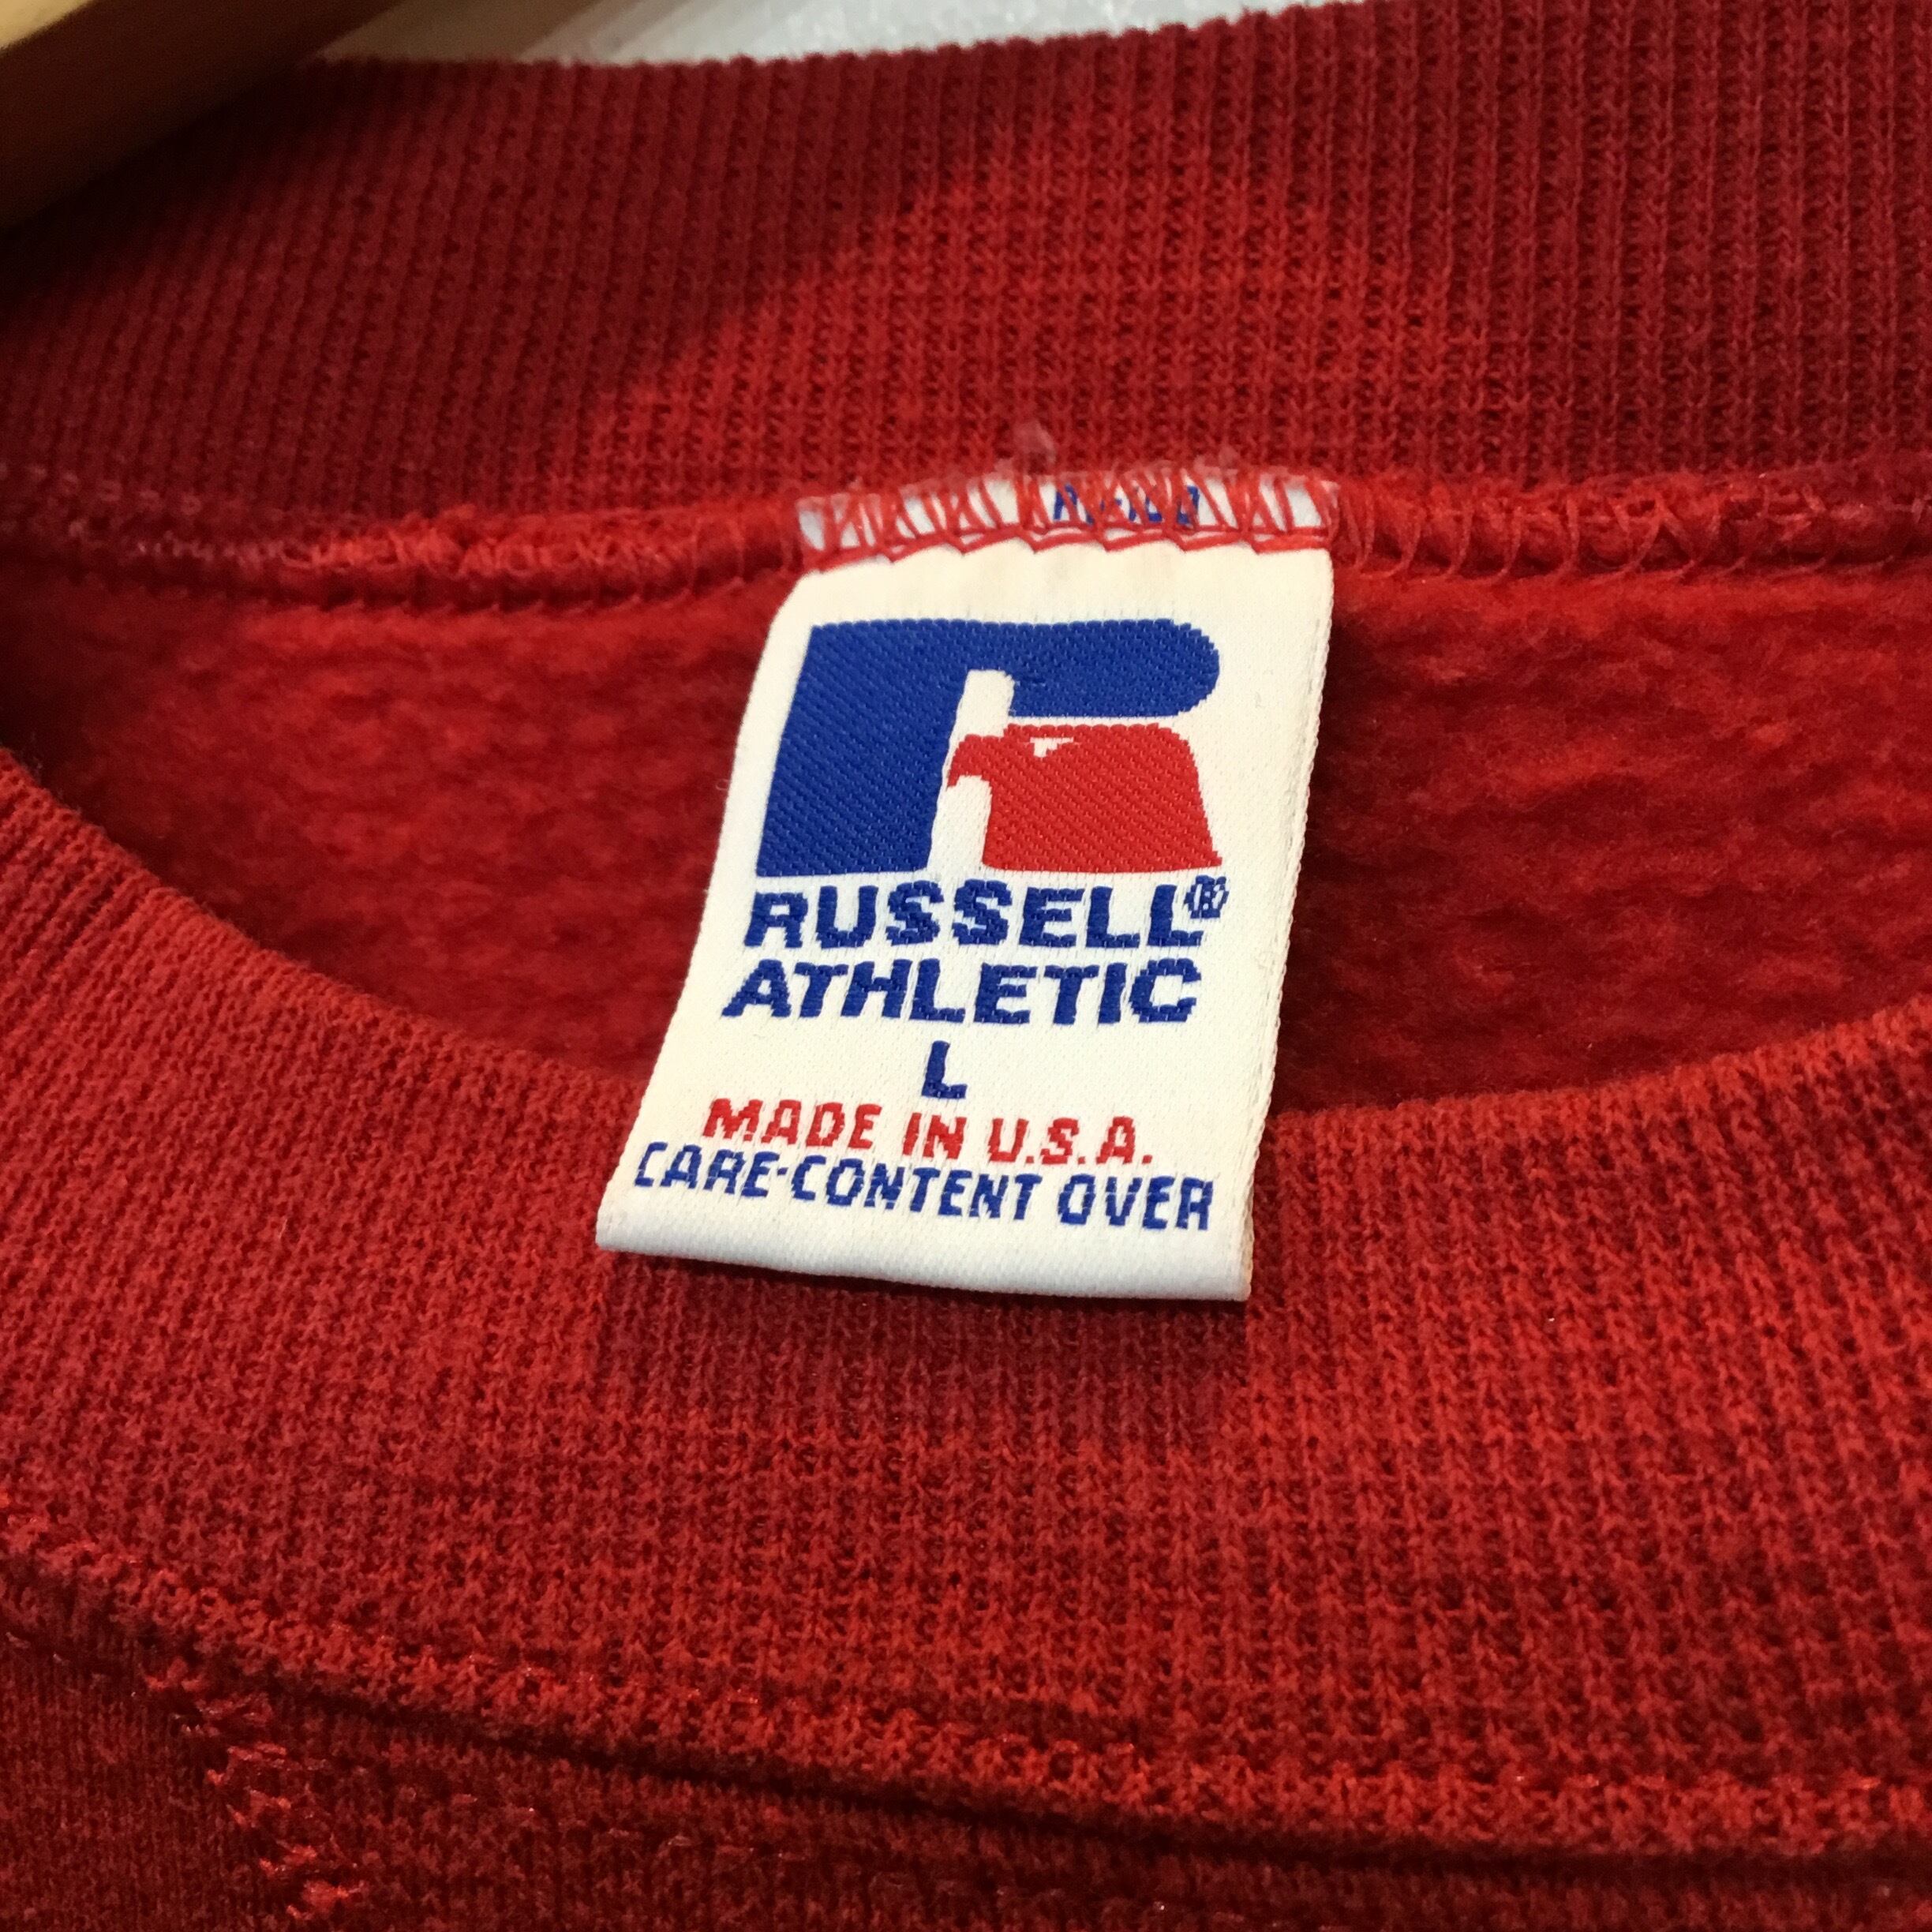 RUSSELL®
ATHLETIC
L
MADE IN U.S.A.
CARE-CONTENT OVER